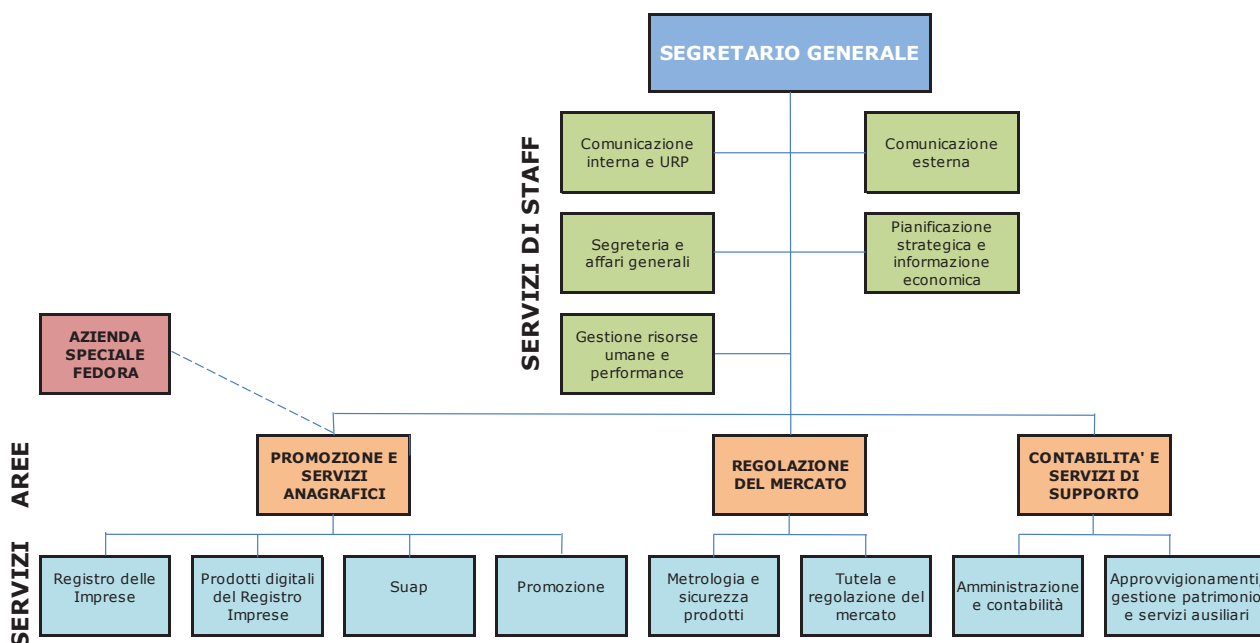 SEGRETARIO GENERALE
SERVIZI DI STAFF
Comunicazione
interna e URP
Comunicazione
esterna
Segreteria e
affari generali
Pianificazione
strategica e
informazione
economica
Gestione risorse
umane e
performance
AZIENDA
SPECIALE
FEDORA
AREE
PROMOZIONE E
SERVIZI
ANAGRAFICI
REGOLAZIONE
DEL MERCATO
CONTABILITA' E
SERVIZI DI
SUPPORTO
SERVIZI
Registro delle
Imprese
Prodotti digitali
del Registro
Imprese
Suap
Promozione
Metrologia e
sicurezza
prodotti
Tutela e
regolazione del
mercato
Amministrazione
e contabilità
Approvvigionamenti,
gestione patrimonio
e servizi ausiliari